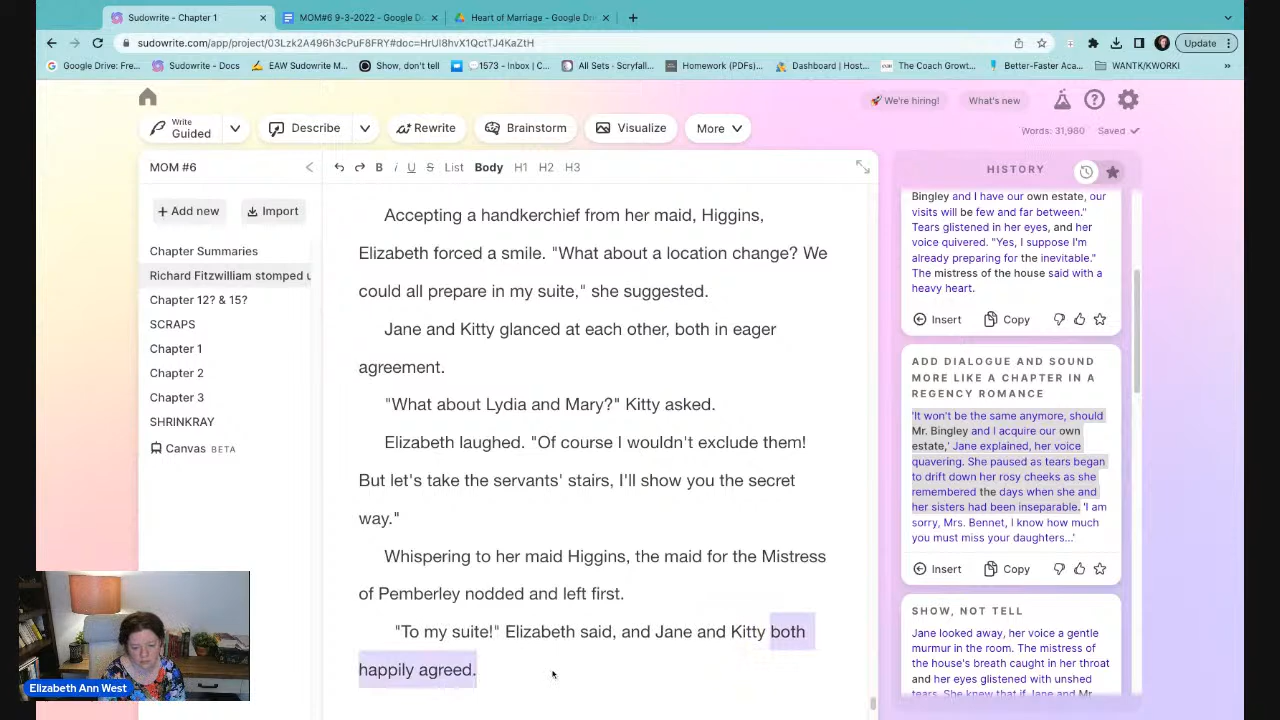 Sudowrite - Chapter 1
MOM#6 9-3-2022 - Google Do
Heart of Marriage - Google Dri
sudowrite.com/app/project/03Lzk2A496h3cPuF8FRY#doc=HrUl8hvX1QctTJ4KaZtH
Update
Google Drive: Fre...
Sudowrite - Docs
EAW Sudowrite M...
Show, don't tell
1573 - Inbox | C...
All Sets · Scryfall...
Homework (PDFs)...
Dashboard | Host...
The Coach Growt...
Better-Faster Aca...
WANTK/KWORKI
»
We're hiring!
What's new
Write
Guided
Describe
Rewrite
Brainstorm
Visualize
More
Words: 31,980
Saved
MOM #6
B i U S List Body H1 H2 H3
HISTORY
+ Add new
Import
Chapter Summaries
Richard Fitzwilliam stomped u
Chapter 12? & 15?
SCRAPS
Chapter 1
Chapter 2
Chapter 3
SHRINKRAY
Canvas BETA
Accepting a handkerchief from her maid, Higgins,
Elizabeth forced a smile. "What about a location change? We
could all prepare in my suite," she suggested.
Jane and Kitty glanced at each other, both in eager
agreement.
"What about Lydia and Mary?" Kitty asked.
Elizabeth laughed. "Of course I wouldn't exclude them!
But let's take the servants' stairs, I'll show you the secret
way."
Whispering to her maid Higgins, the maid for the Mistress
of Pemberley nodded and left first.
"To my suite!" Elizabeth said, and Jane and Kitty both
happily agreed.
Bingley and I have our own estate, our
visits will be few and far between."
Tears glistened in her eyes, and her
voice quivered. "Yes, I suppose I'm
already preparing for the inevitable."
The mistress of the house said with a
heavy heart.
Insert
Copy
ADD DIALOGUE AND SOUND
MORE LIKE A CHAPTER IN A
REGENCY ROMANCE
'It won't be the same anymore, should
Mr. Bingley and I acquire our own
estate,' Jane explained, her voice
quavering. She paused as tears began
to drift down her rosy cheeks as she
remembered the days when she and
her sisters had been inseparable. 'I am
sorry, Mrs. Bennet, I know how much
you must miss your daughters...'
Insert
Copy
SHOW, NOT TELL
Jane looked away, her voice a gentle
murmur in the room. The mistress of
the house's breath caught in her throat
and her eyes glistened with unshed
tears. She knew that if Jane and Mr.
Elizabeth Ann West